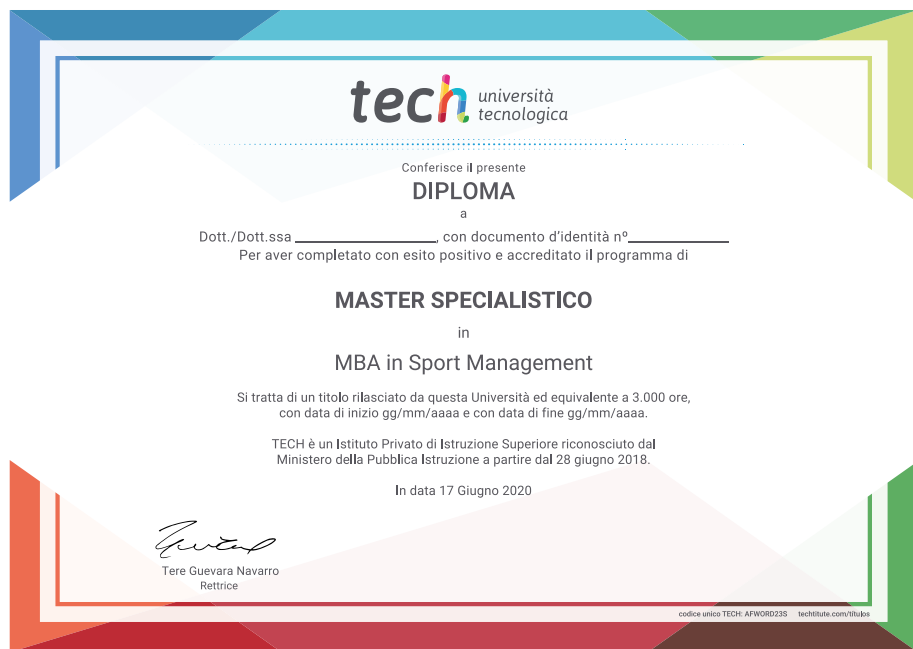 tech università
tecnologica
Conferisce il presente
DIPLOMA
a
Dott./Dott.ssa ________________, con documento d'identità nº____________
Per aver completato con esito positivo e accreditato il programma di
MASTER SPECIALISTICO
in
MBA in Sport Management
Si tratta di un titolo rilasciato da questa Università ed equivalente a 3.000 ore,
con data di inizio gg/mm/aaaa e con data di fine gg/mm/aaaa.
TECH è un Istituto Privato di Istruzione Superiore riconosciuto dal
Ministero della Pubblica Istruzione a partire dal 28 giugno 2018.
In data 17 Giugno 2020
Tere Guevara Navarro
Rettrice
codice unico TECH: AFWORD23S techtitute.com/titulos